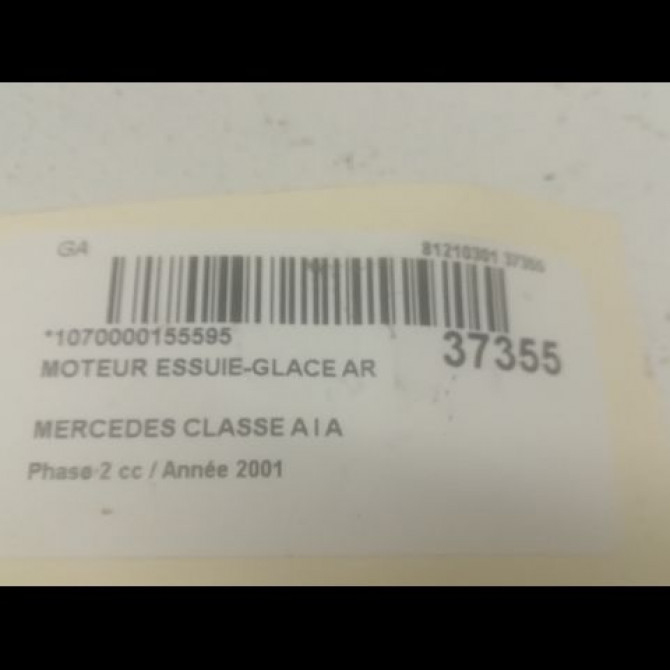 GA 81210301 37355
*1070000155595 37355
MOTEUR ESSUIE-GLACE AR
MERCEDES CLASSE A I A
Phase 2 cc / Année 2001